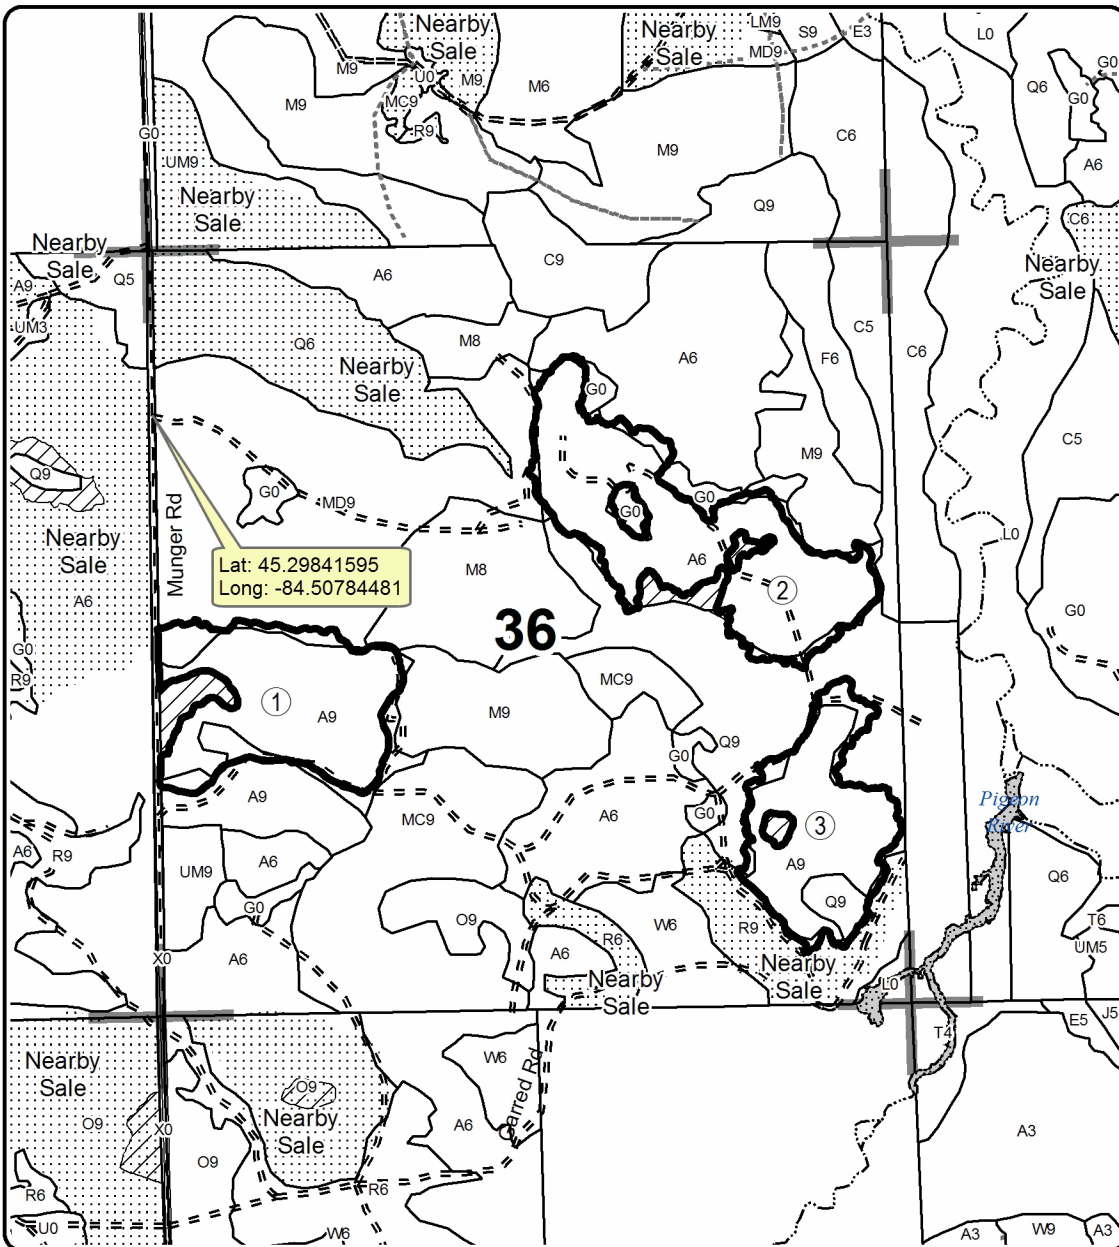 Nearby
Sale
Nearby
Sale
LM9
S9
E3
L0
MD9
M9
U0
M9
M6
Q6
G0
G0
M9
MC9
R9
G0
C6
M9
UM9
A6
Nearby
Sale
Q9
C6
Nearby
Sale
Q5
A6
C9
Nearby
Sale
A9
UM3
Q6
M8
C5
Nearby
Sale
A6
F6
C6
G0
C5
Q9
M9
G0
MD9
G0
G0
Munger Rd
Nearby
Sale
L0
Lat: 45.29841595
Long: -84.50784481
M8
A6
2
A6
G0
36
G0
R9
MC9
1
A9
M9
Q9
G0
A9
MC9
A6
G0
3
Pigeon
River
A6
R9
UM9
A6
A9
Q6
G0
O9
W6
R9
Q9
T6
R6
UM5
X0
A6
A6
Nearby
Sale
Nearby
Sale
L0
T4
E5
J5
Nearby
Sale
W6
Garred Rd
O9
O9
Nearby
Sale
X0
A6
A3
O9
R6
R6
U0
W6
A3
W9
A3